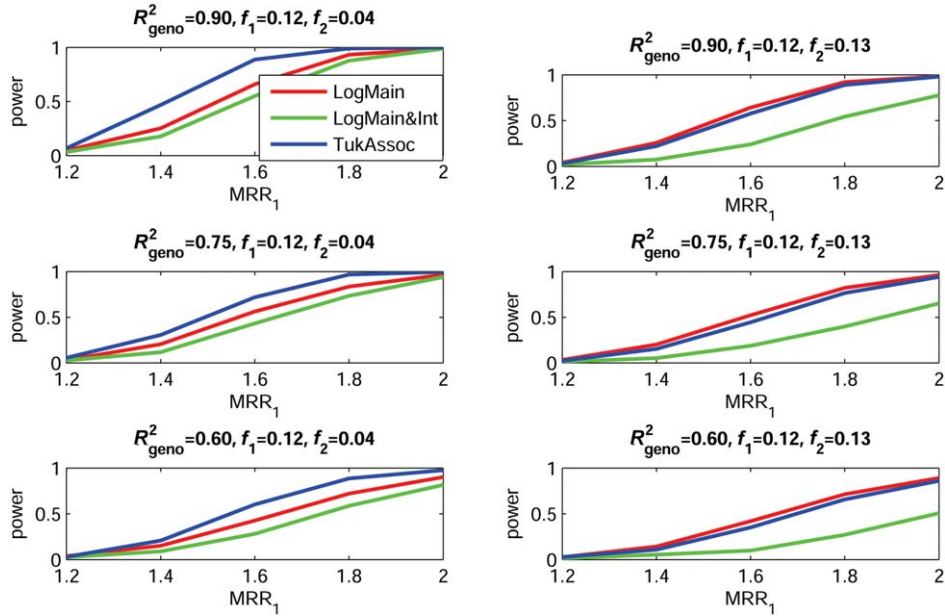 R²geno=0.90, f₁=0.12, f₂=0.04
1
0.5
0
power
LogMain
LogMain&Int
TukAssoc
1.2 1.4 1.6 1.8 2
MRR₁
R²geno=0.90, f₁=0.12, f₂=0.13
1
0.5
0
power
1.2 1.4 1.6 1.8 2
MRR₁
R²geno=0.75, f₁=0.12, f₂=0.04
1
0.5
0
power
1.2 1.4 1.6 1.8 2
MRR₁
R²geno=0.75, f₁=0.12, f₂=0.13
1
0.5
0
power
1.2 1.4 1.6 1.8 2
MRR₁
R²geno=0.60, f₁=0.12, f₂=0.04
1
0.5
0
power
1.2 1.4 1.6 1.8 2
MRR₁
R²geno=0.60, f₁=0.12, f₂=0.13
1
0.5
0
power
1.2 1.4 1.6 1.8 2
MRR₁